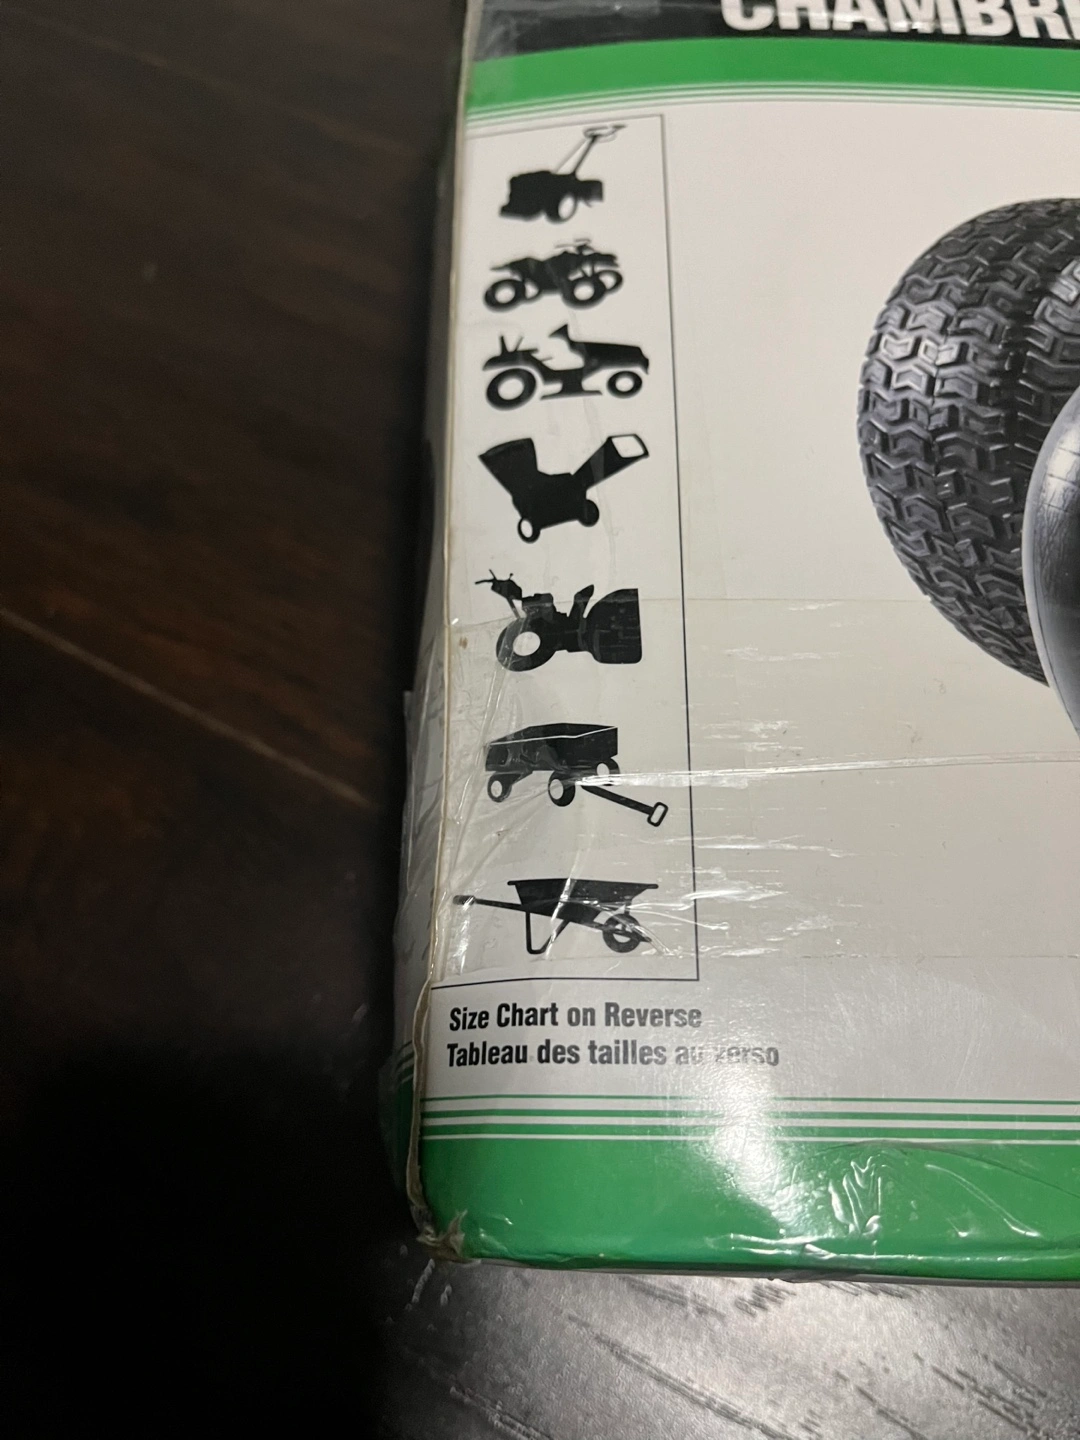 Size Chart on Reverse
Tableau des tailles au verso